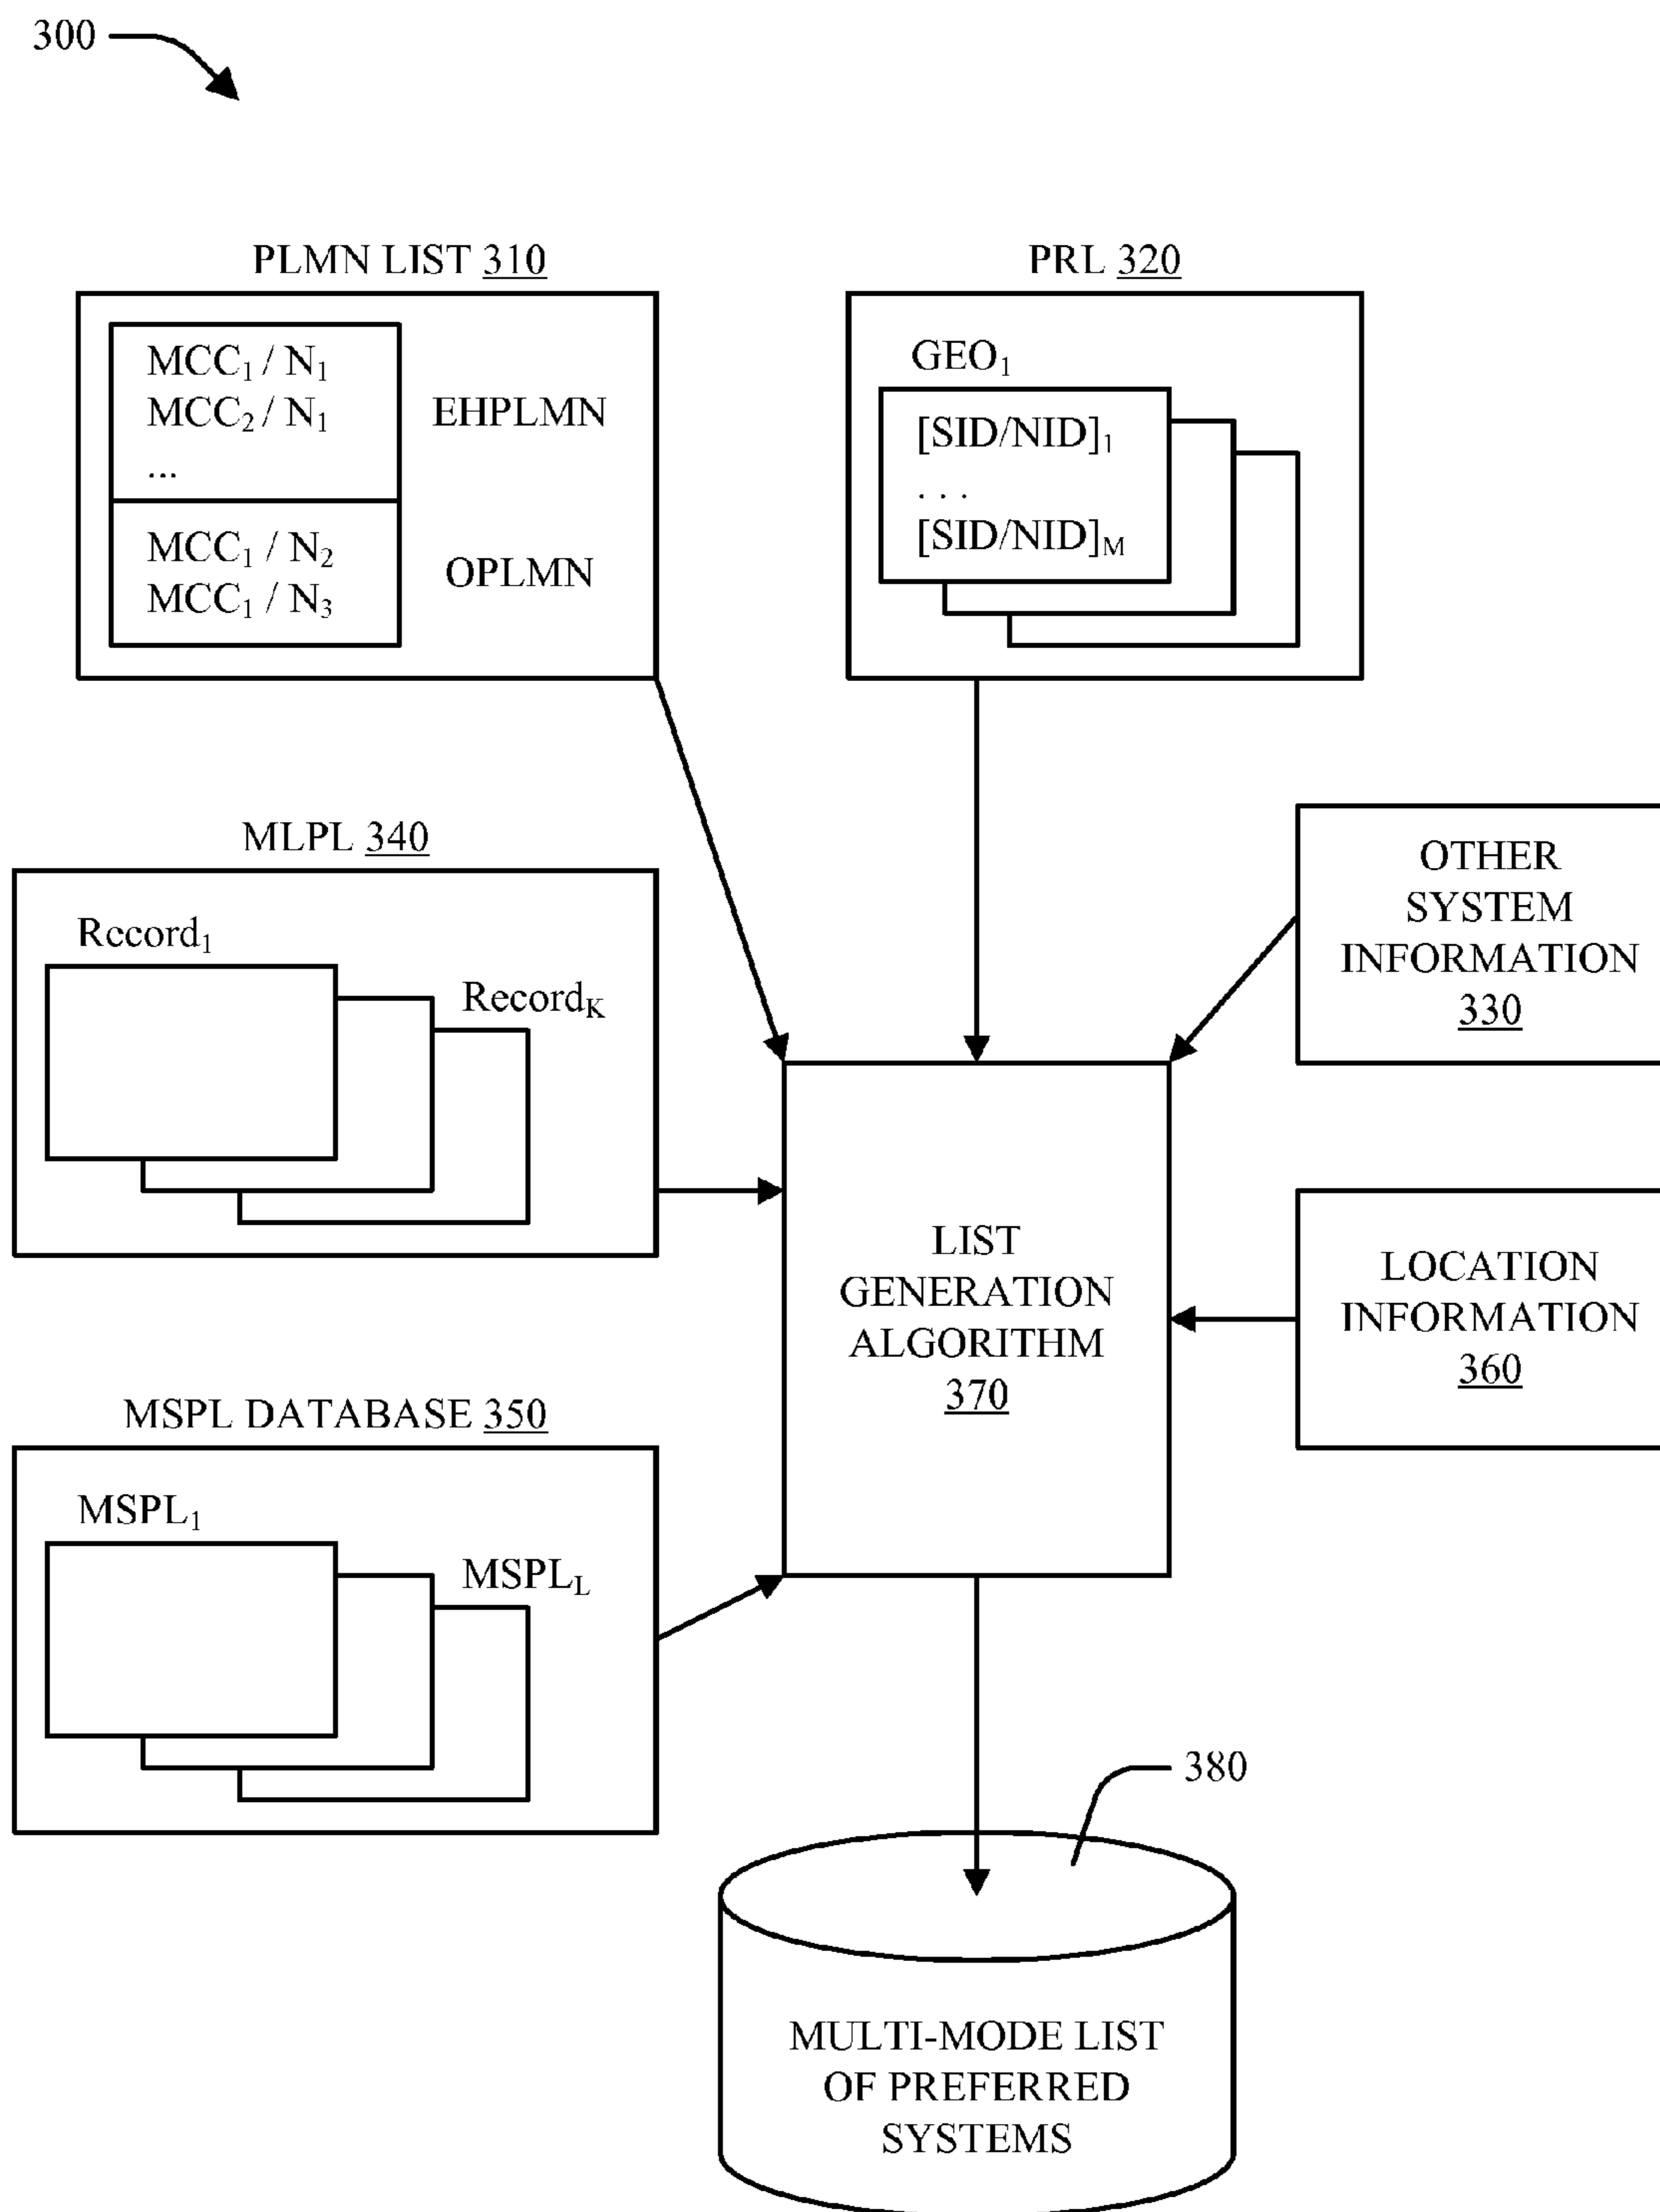 300
PLMN LIST 310
MCC1 / N1
MCC2 / N1
...
EHPLMN
MCC1 / N2
MCC1 / N3
OPLMN
PRL 320
GEO1
[SID/NID]1
. . .
[SID/NID]M
MLPL 340
Record1
RecordK
OTHER
SYSTEM
INFORMATION
330
LIST
GENERATION
ALGORITHM
370
LOCATION
INFORMATION
360
MSPL DATABASE 350
MSPL1
MSPLL
380
MULTI-MODE LIST
OF PREFERRED
SYSTEMS